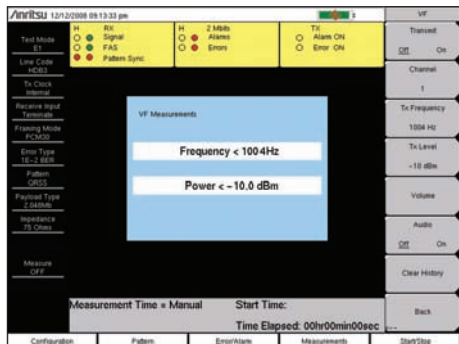 Anritsu 12/12/2008 09:13:33 pm
VF
Test Mode
E1
Line Code
HDB3
Tx Clock
Internal
Receive Input
Terminate
Framing Mode
PCM30
Error Type
1E-2 BER
Pattern
QRSS
Payload Type
2.048Mb
Impedance
75 Ohms
Measure
OFF
H RX
Signal
FAS
Pattern Sync
H 2 Mbits
Alarms
Errors
TX
Alarm ON
Error ON
VF Measurements
Frequency < 1004Hz
Power < -10.0 dBm
Measurement Time = Manual Start Time:
Time Elapsed: 00hr00min00sec
Transmit
Off On
Channel
1
Tx Frequency
1004 Hz
Tx Level
-10 dBm
Volume
Audio
Off On
Clear History
Back
Configuration Pattern Error/Alarm Measurements Start/Stop